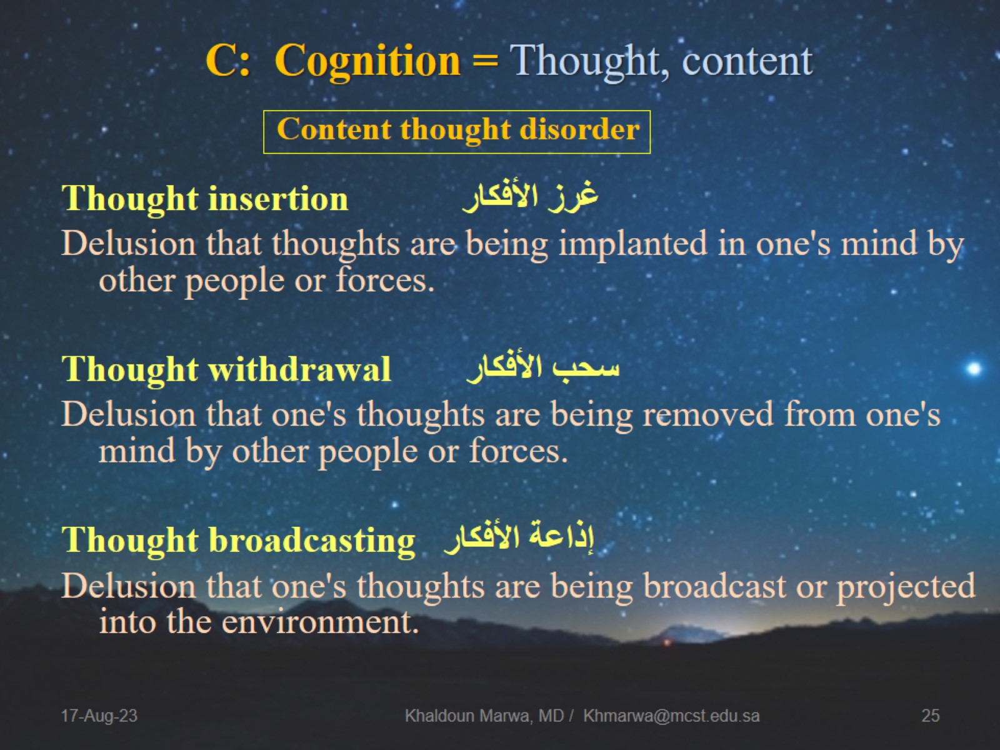 C: Cognition = Thought, content
Content thought disorder
Thought insertion غرز الأفكار
Delusion that thoughts are being implanted in one's mind by
other people or forces.
Thought withdrawal سحب الأفكار
Delusion that one's thoughts are being removed from one's
mind by other people or forces.
Thought broadcasting إذاعة الأفكار
Delusion that one's thoughts are being broadcast or projected
into the environment.
17-Aug-23 Khaldoun Marwa, MD / Khmarwa@mcst.edu.sa 25